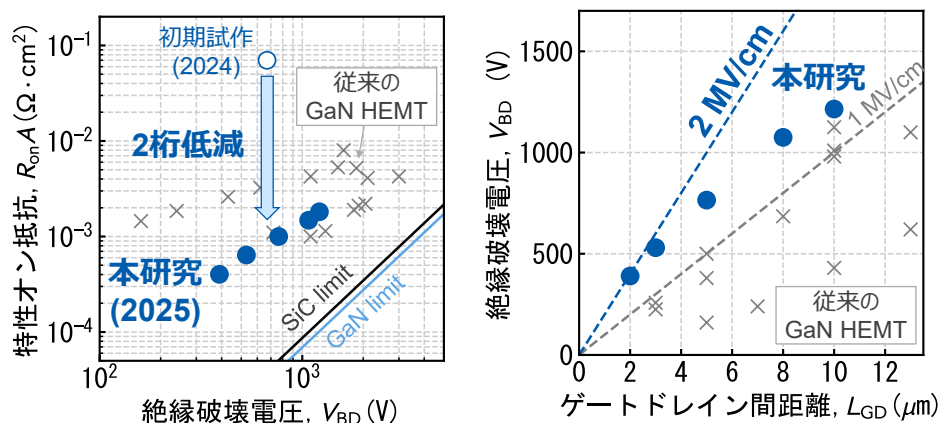 特性オン抵抗, RonA (Ω·cm2)
10−1
10−2
10−3
10−4
初期試作
(2024)
従来の
GaN HEMT
2桁低減
本研究
(2025)
SiC limit
GaN limit
102
103
絶縁破壊電圧, VBD (V)
絶縁破壊電圧, VBD (V)
1500
1000
500
0
2 MV/cm
本研究
1 MV/cm
従来の
GaN HEMT
0 2 4 6 8 10 12
ゲートドレイン間距離, LGD (μm)